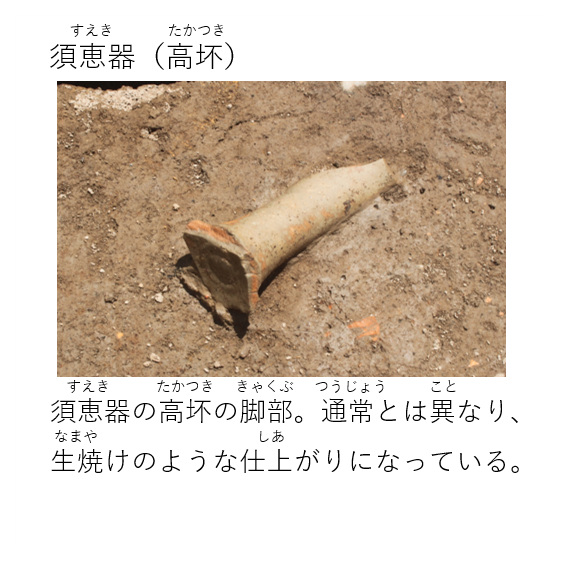 すえき たかつき
須恵器（高坏）
すえき たかつき きゃくぶ つうじょう こと
須恵器の高坏の脚部。通常とは異なり、
なまや しあ
生焼けのような仕上がりになっている。